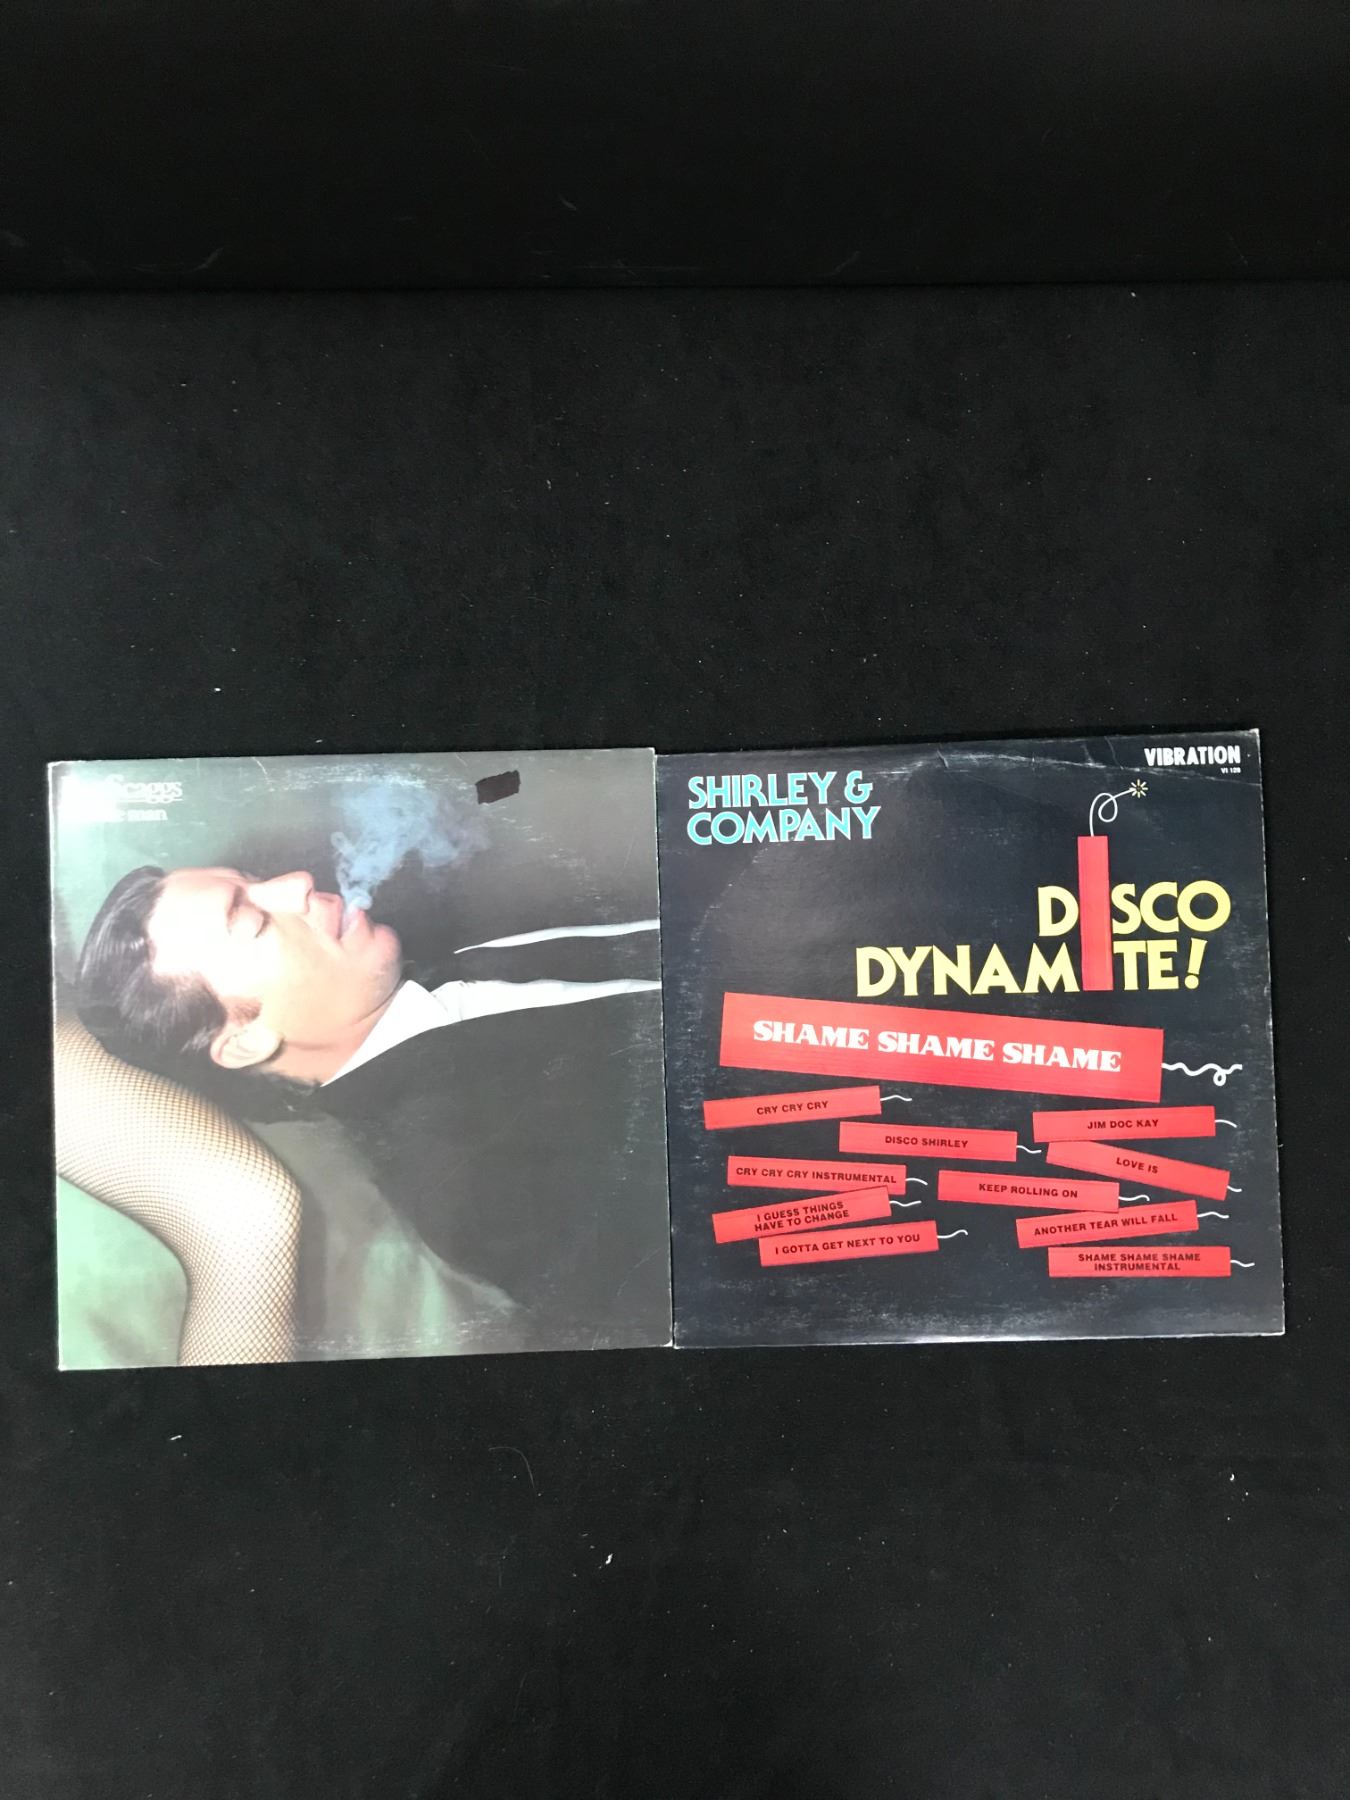 Scaggs
man
VIBRATION
VI 128
SHIRLEY &
COMPANY
DISCO
DYNAMITE!
SHAME SHAME SHAME
CRY CRY CRY
JIM DOC KAY
DISCO SHIRLEY
LOVE IS
CRY CRY CRY INSTRUMENTAL
KEEP ROLLING ON
I GUESS THINGS
HAVE TO CHANGE
ANOTHER TEAR WILL FALL
I GOTTA GET NEXT TO YOU
SHAME SHAME SHAME
INSTRUMENTAL